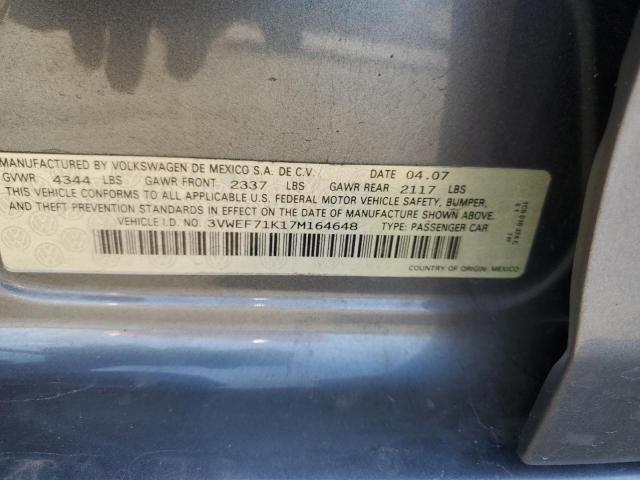 MANUFACTURED BY VOLKSWAGEN DE MEXICO S.A. DE C.V. DATE 04.07
GVWR 4344 LBS GAWR FRONT 2337 LBS GAWR REAR 2117 LBS
THIS VEHICLE CONFORMS TO ALL APPLICABLE U.S. FEDERAL MOTOR VEHICLE SAFETY, BUMPER,
AND THEFT PREVENTION STANDARDS IN EFFECT ON THE DATE OF MANUFACTURE SHOWN ABOVE.
VEHICLE I.D. NO. 3VWEF71K17M164648 TYPE: PASSENGER CAR
COUNTRY OF ORIGIN: MEXICO